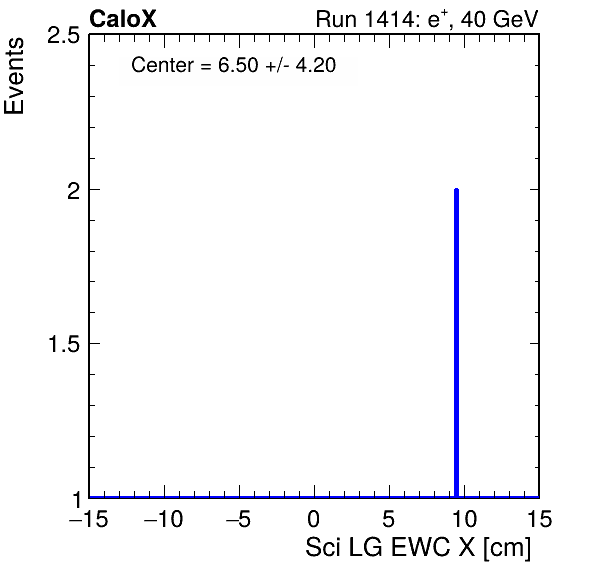 CaloX Run 1414: e⁺, 40 GeV
Center = 6.50 +/- 4.20
Events
2.5
2
1.5
1
−15 −10 −5 0 5 10 15
Sci LG EWC X [cm]